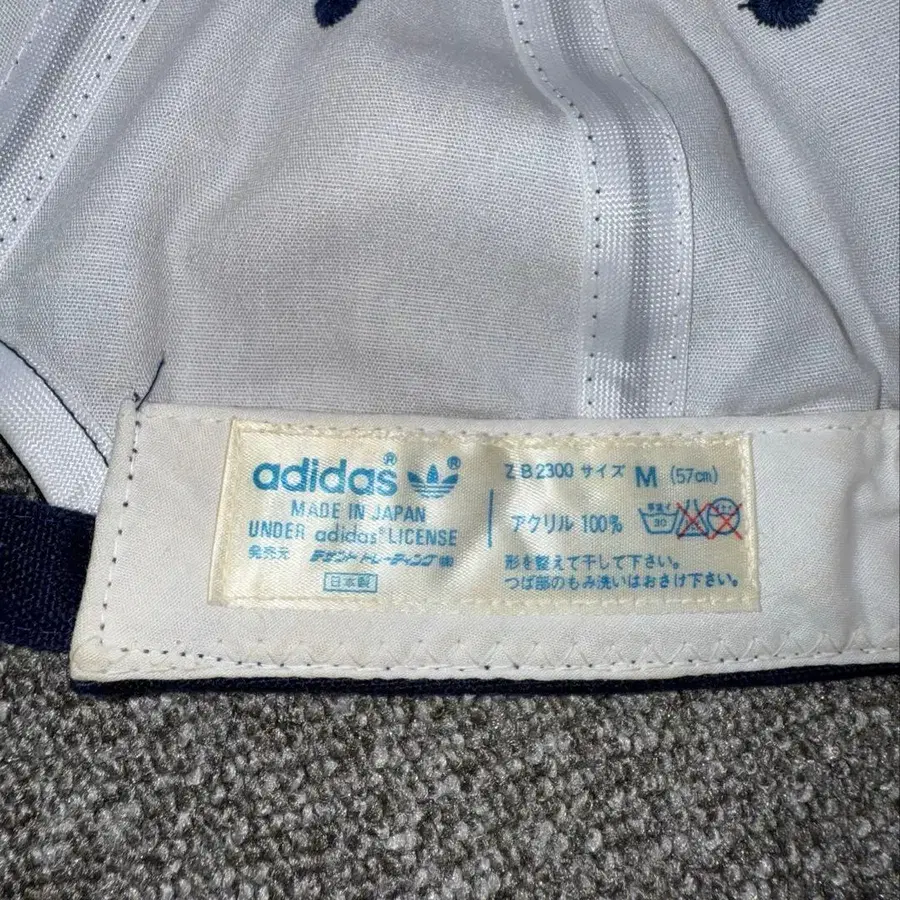 adidas®
®
MADE IN JAPAN
UNDER adidas® LICENSE
発売元 デサントトレーディング㈱
日本製
ZB2300 サイズ M (57cm)
アクリル 100%
30
形を整えて干して下さい。
つば部のもみ洗いはおさけ下さい。